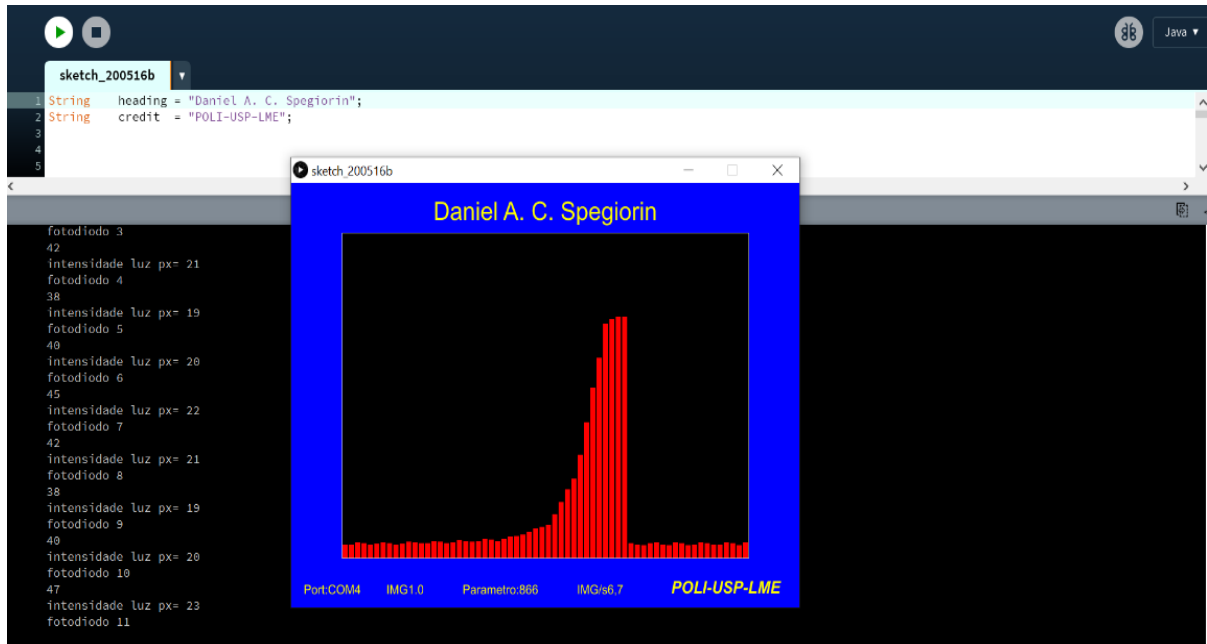 Java ▾
sketch_200516b ▾
1 String heading = "Daniel A. C. Spegiorin";
2 String credit = "POLI-USP-LME";
3
4
5
sketch_200516b
Daniel A. C. Spegiorin
Port:COM4 IMG1.0 Parametro:866 IMG/s6,7 POLI-USP-LME
fotodiodo 3
42
intensidade luz px= 21
fotodiodo 4
38
intensidade luz px= 19
fotodiodo 5
40
intensidade luz px= 20
fotodiodo 6
45
intensidade luz px= 22
fotodiodo 7
42
intensidade luz px= 21
fotodiodo 8
38
intensidade luz px= 19
fotodiodo 9
40
intensidade luz px= 20
fotodiodo 10
47
intensidade luz px= 23
fotodiodo 11